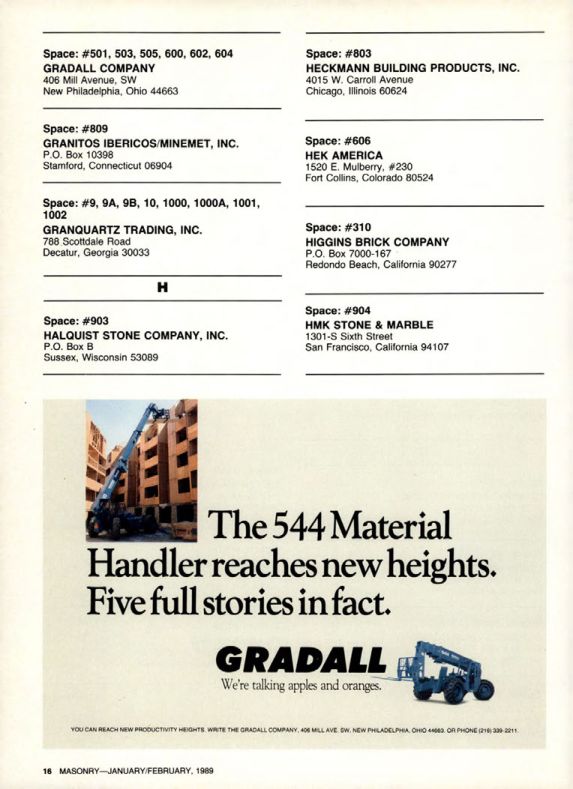 Space: #501, 503, 505, 600, 602, 604
GRADALL COMPANY
406 Mill Avenue, SW
New Philadelphia, Ohio 44663
Space: #809
GRANITOS IBERICOS/MINEMET, INC.
P.O. Box 10398
Stamford, Connecticut 06904
Space: #9, 9A, 9B, 10, 1000, 1000A, 1001,
1002
GRANQUARTZ TRADING, INC.
788 Scottdale Road
Decatur, Georgia 30033
H
Space: #903
HALQUIST STONE COMPANY, INC.
P.O. Box B
Sussex, Wisconsin 53089
Space: #803
HECKMANN BUILDING PRODUCTS, INC.
4015 W. Carroll Avenue
Chicago, Illinois 60624
Space: #606
HEK AMERICA
1520 E. Mulberry, #230
Fort Collins, Colorado 80524
Space: #310
HIGGINS BRICK COMPANY
P.O. Box 7000-167
Redondo Beach, California 90277
Space: #904
HMK STONE & MARBLE
1301-S Sixth Street
San Francisco, California 94107
The 544 Material
Handler reaches new heights.
Five full stories in fact.
GRADALL
We're talking apples and oranges.
YOU CAN REACH NEW PRODUCTIVITY HEIGHTS. WRITE THE GRADALL COMPANY, 406 MILL AVE. SW, NEW PHILADELPHIA, OHIO 44663. OR PHONE (216) 339-2211.
16 MASONRY—JANUARY/FEBRUARY, 1989